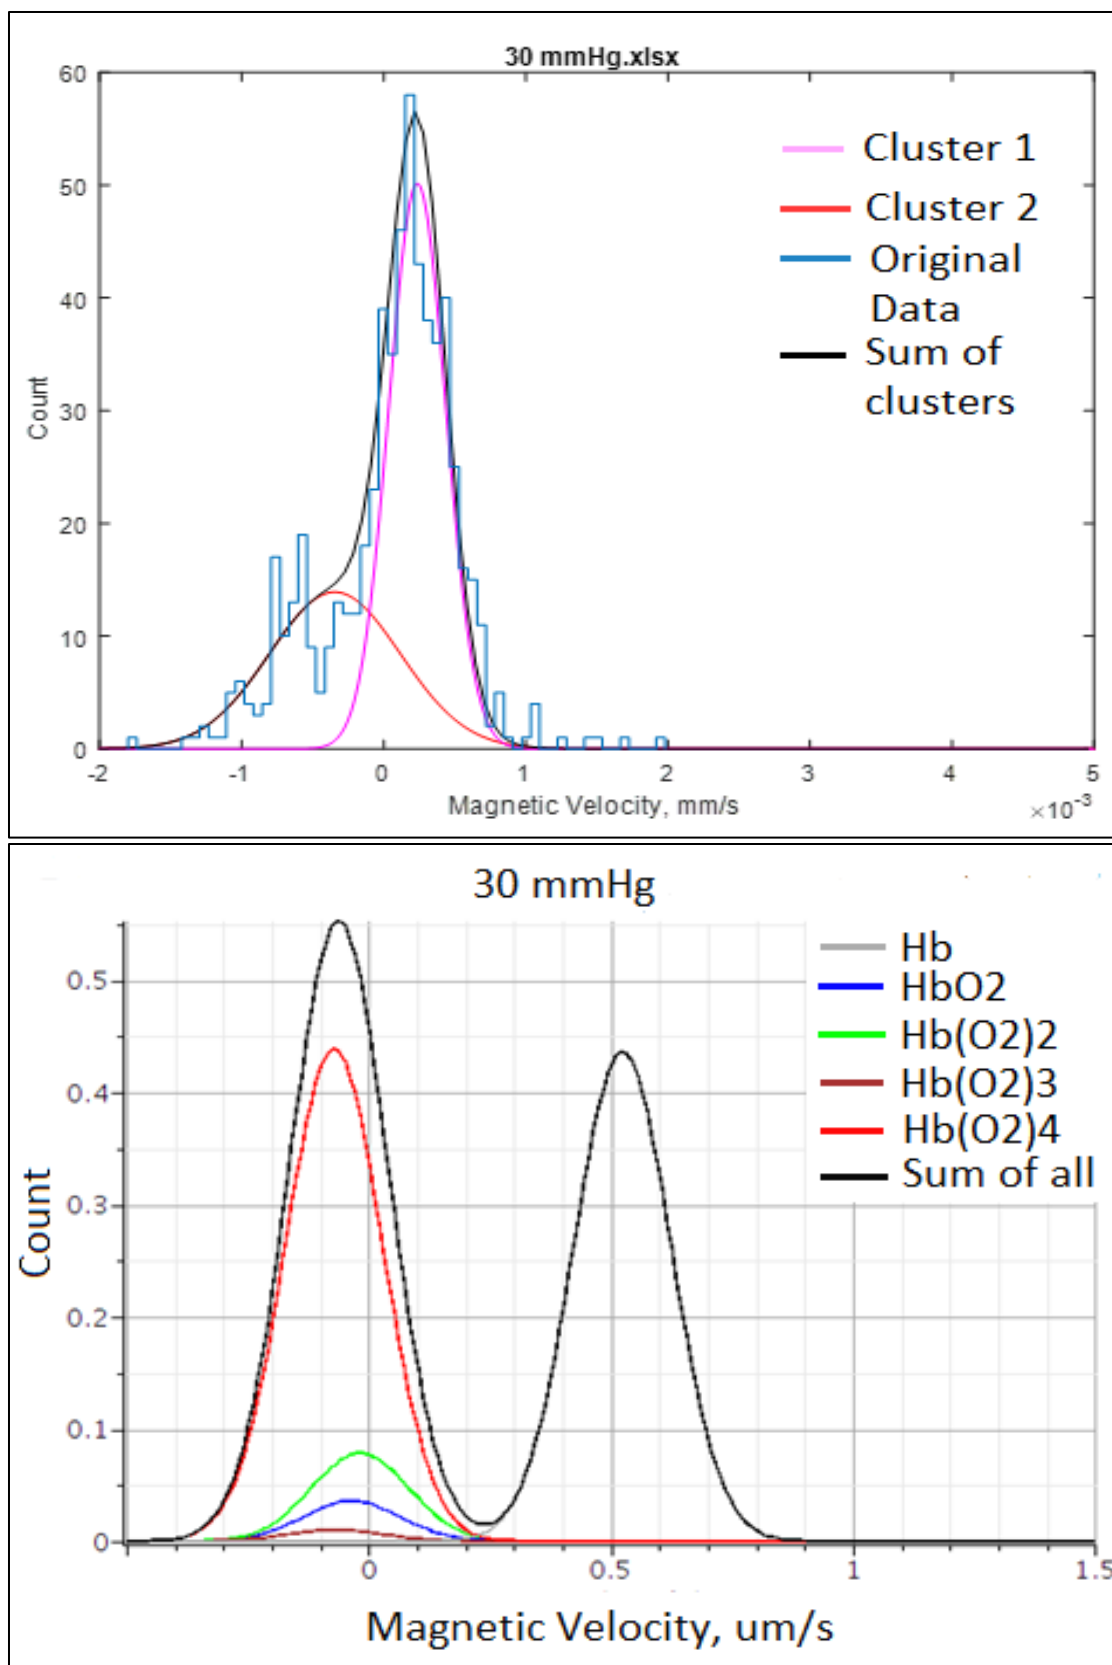 30 mmHg.xlsx
60
50
40
30
20
10
0
Count
Cluster 1
Cluster 2
Original
Data
Sum of
clusters
-2 -1 0 1 2 3 4 5
Magnetic Velocity, mm/s
×10⁻³
30 mmHg
Hb
HbO2
Hb(O2)2
Hb(O2)3
Hb(O2)4
Sum of all
0.5
0.4
0.3
0.2
0.1
0
Count
0 0.5 1 1.5
Magnetic Velocity, um/s